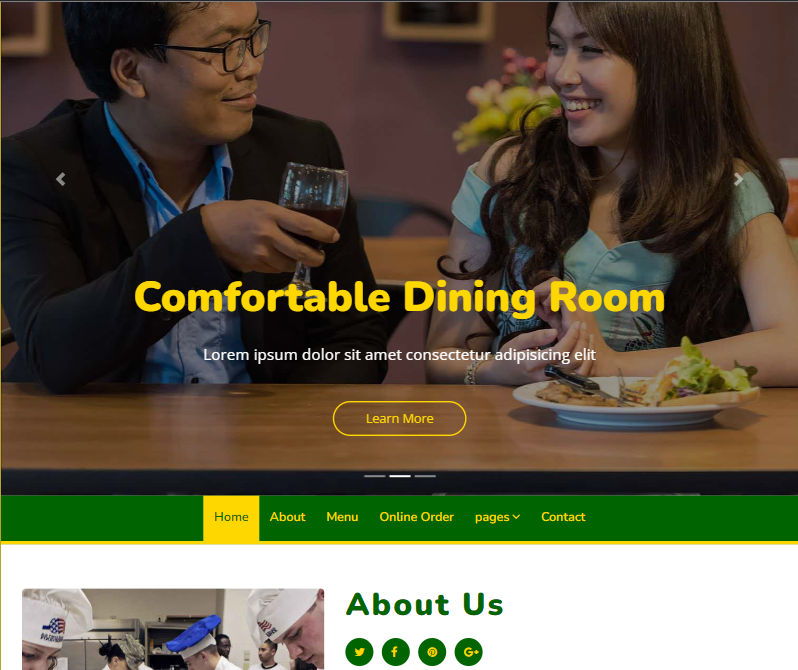 Comfortable Dining Room
Lorem ipsum dolor sit amet consectetur adipisicing elit
Learn More
Home About Menu Online Order pages Contact
About Us